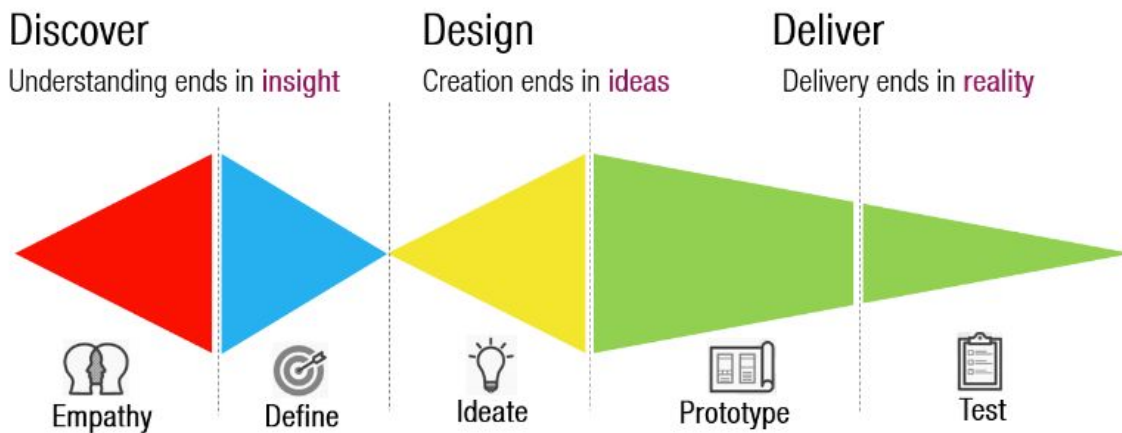 Discover
Understanding ends in insight
Design
Creation ends in ideas
Deliver
Delivery ends in reality
Empathy
Define
Ideate
Prototype
Test